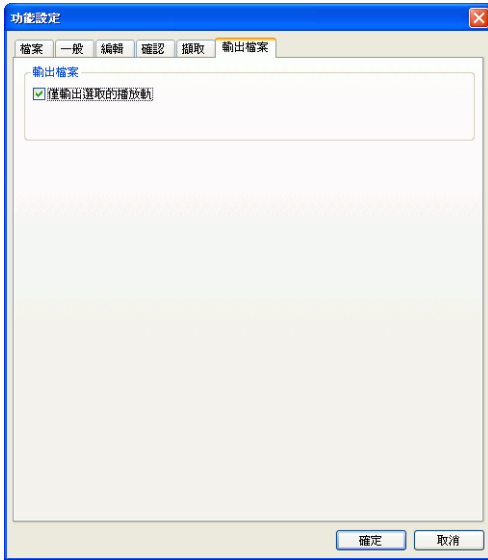 功能設定
檔案 一般 編輯 確認 擷取 輸出檔案
輸出檔案
僅輸出選取的播放軌
確定 取消